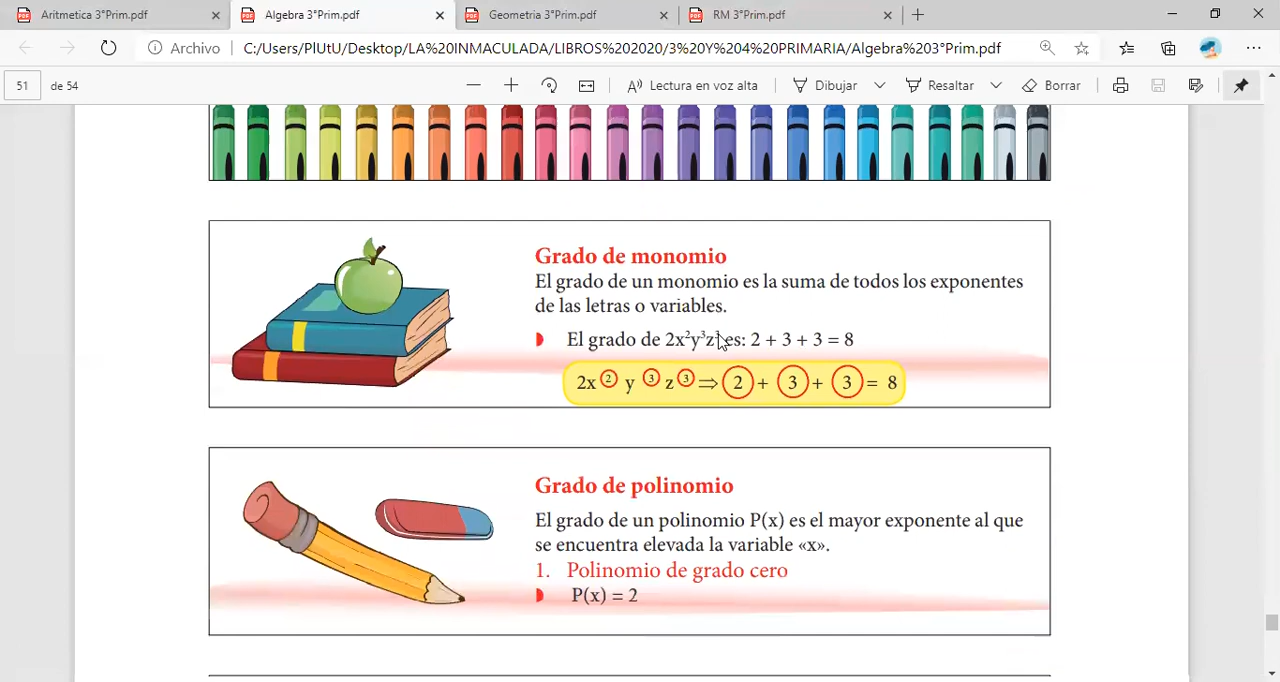 Aritmetica 3°Prim.pdf
Algebra 3°Prim.pdf
Geometria 3°Prim.pdf
RM 3°Prim.pdf
Archivo
C:/Users/PlUtU/Desktop/LA%20INMACULADA/LIBROS%202020/3%20Y%204%20PRIMARIA/Algebra%203°Prim.pdf
51 de 54
Lectura en voz alta
Dibujar
Resaltar
Borrar
Grado de monomio
El grado de un monomio es la suma de todos los exponentes
de las letras o variables.
El grado de 2x²y³z³ es: 2 + 3 + 3 = 8
2x ② y ③ z ③ ⇒ ② + ③ + ③ = 8
Grado de polinomio
El grado de un polinomio P(x) es el mayor exponente al que
se encuentra elevada la variable «x».
1. Polinomio de grado cero
P(x) = 2